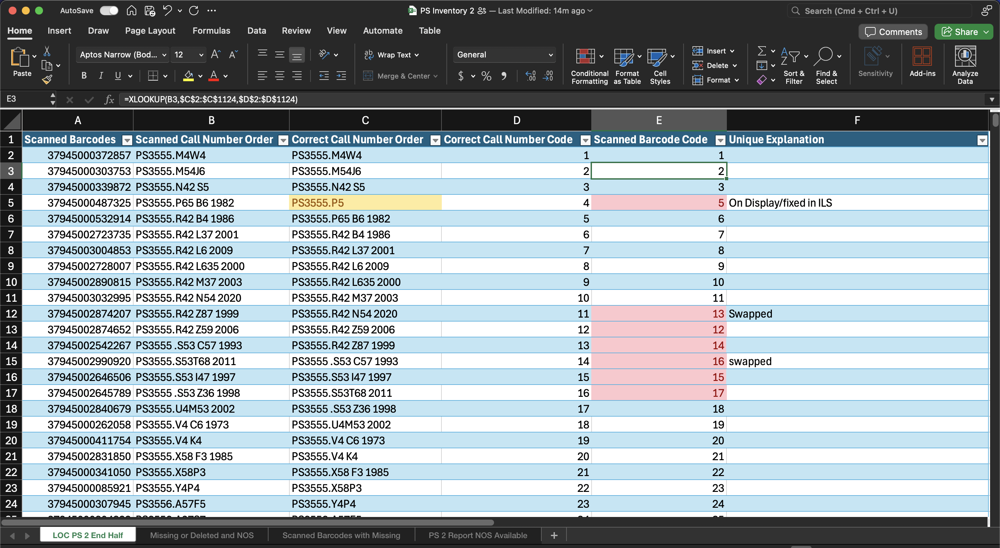 AutoSave
PS Inventory 2 — Last Modified: 14m ago
Search (Cmd + Ctrl + U)
Home Insert Draw Page Layout Formulas Data Review View Automate Table
Comments Share
Paste
Aptos Narrow (Bod... 12
B I U
Wrap Text
Merge & Center
General
Conditional Formatting
Format as Table
Cell Styles
Insert
Delete
Format
Sort & Filter
Find & Select
Sensitivity
Add-ins
Analyze Data
E3 fx =XLOOKUP(B3,$C$2:$C$1124,$D$2:$D$1124)
A B C D E F
1 Scanned Barcodes Scanned Call Number Order Correct Call Number Order Correct Call Number Code Scanned Barcode Code Unique Explanation
2 37945000372857 PS3555.M4W4 PS3555.M4W4 1 1
3 37945000303753 PS3555.M54J6 PS3555.M54J6 2 2
4 37945000339872 PS3555.N42 S5 PS3555.N42 S5 3 3
5 37945000487325 PS3555.P65 B6 1982 PS3555.P5 4 5 On Display/fixed in ILS
6 37945000532914 PS3555.R42 B4 1986 PS3555.P65 B6 1982 5 6
7 37945002723735 PS3555.R42 L37 2001 PS3555.R42 B4 1986 6 7
8 37945003004853 PS3555.R42 L6 2009 PS3555.R42 L37 2001 7 8
9 37945002728007 PS3555.R42 L635 2000 PS3555.R42 L6 2009 8 9
10 37945002890815 PS3555.R42 M37 2003 PS3555.R42 L635 2000 9 10
11 37945003032995 PS3555.R42 N54 2020 PS3555.R42 M37 2003 10 11
12 37945002874207 PS3555.R42 Z87 1999 PS3555.R42 N54 2020 11 13 Swapped
13 37945002874652 PS3555.R42 Z59 2006 PS3555.R42 Z59 2006 12 12
14 37945002542267 PS3555 .S53 C57 1993 PS3555.R42 Z87 1999 13 14
15 37945002990920 PS3555.S53T68 2011 PS3555 .S53 C57 1993 14 16 swapped
16 37945002646506 PS3555.S53 I47 1997 PS3555.S53 I47 1997 15 15
17 37945002645789 PS3555 .S53 Z36 1998 PS3555.S53T68 2011 16 17
18 37945002840679 PS3555.U4M53 2002 PS3555 .S53 Z36 1998 17 18
19 37945000262058 PS3555.V4 C6 1973 PS3555.U4M53 2002 18 19
20 37945000411754 PS3555.V4 K4 PS3555.V4 C6 1973 19 20
21 37945002831850 PS3555.X58 F3 1985 PS3555.V4 K4 20 21
22 37945000341050 PS3555.X58P3 PS3555.X58 F3 1985 21 22
23 37945000085921 PS3555.Y4P4 PS3555.X58P3 22 23
24 37945000307945 PS3556.A57F5 PS3555.Y4P4 23 24
LOC PS 2 End Half Missing or Deleted and NOS Scanned Barcodes with Missing PS 2 Report NOS Available +